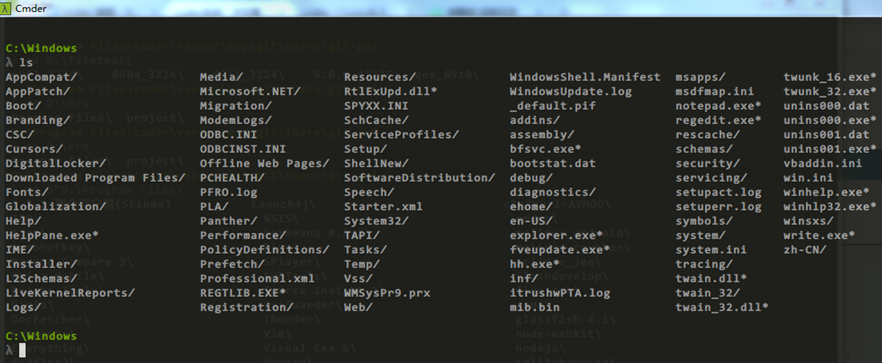 λ Cmder
C:\Windows
λ ls
AppCompat/ Media/ Resources/ WindowsShell.Manifest msapps/ twunk_16.exe*
AppPatch/ Microsoft.NET/ RtlExUpd.dll* WindowsUpdate.log msdfmap.ini twunk_32.exe*
Boot/ Migration/ SPYXX.INI _default.pif notepad.exe* unins000.dat
Branding/ ModemLogs/ SchCache/ addins/ regedit.exe* unins000.exe*
CSC/ ODBC.INI ServiceProfiles/ assembly/ rescache/ unins001.dat
Cursors/ ODBCINST.INI Setup/ bfsvc.exe* schemas/ unins001.exe*
DigitalLocker/ Offline Web Pages/ ShellNew/ bootstat.dat security/ vbaddin.ini
Downloaded Program Files/ PCHEALTH/ SoftwareDistribution/ debug/ servicing/ win.ini
Fonts/ PFRO.log Speech/ diagnostics/ setupact.log winhelp.exe*
Globalization/ PLA/ Starter.xml ehome/ setuperr.log winhlp32.exe*
Help/ Panther/ System32/ en-US/ symbols/ winsxs/
HelpPane.exe* Performance/ TAPI/ explorer.exe* system/ write.exe*
IME/ PolicyDefinitions/ Tasks/ fveupdate.exe* system.ini zh-CN/
Installer/ Prefetch/ Temp/ hh.exe* tracing/
L2Schemas/ Professional.xml Vss/ inf/ twain.dll*
LiveKernelReports/ REGTLIB.EXE* WMSysPr9.prx itrushwPTA.log twain_32/
Logs/ Registration/ Web/ mib.bin twain_32.dll*
C:\Windows
λ